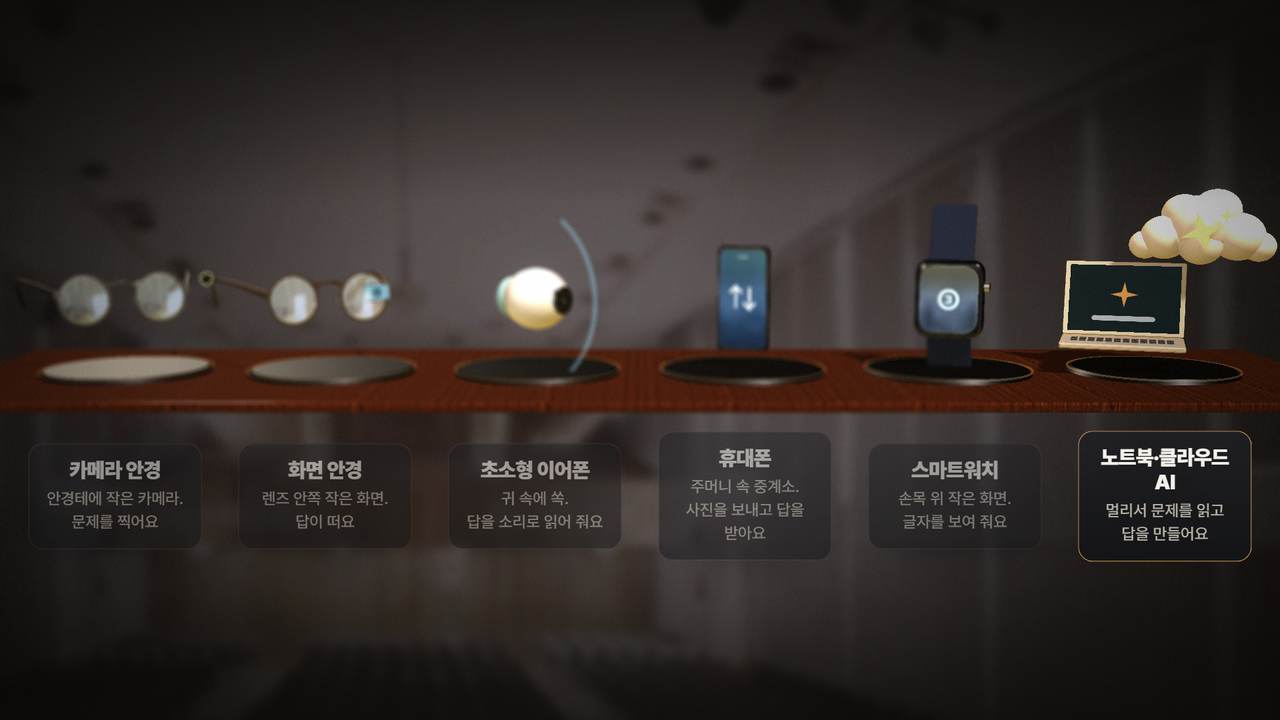 카메라 안경
안경테에 작은 카메라.
문제를 찍어요
화면 안경
렌즈 안쪽 작은 화면.
답이 떠요
초소형 이어폰
귀 속에 쏙.
답을 소리로 읽어 줘요
휴대폰
주머니 속 중계소.
사진을 보내고 답을
받아요
스마트워치
손목 위 작은 화면.
글자를 보여 줘요
노트북·클라우드
AI
멀리서 문제를 읽고
답을 만들어요